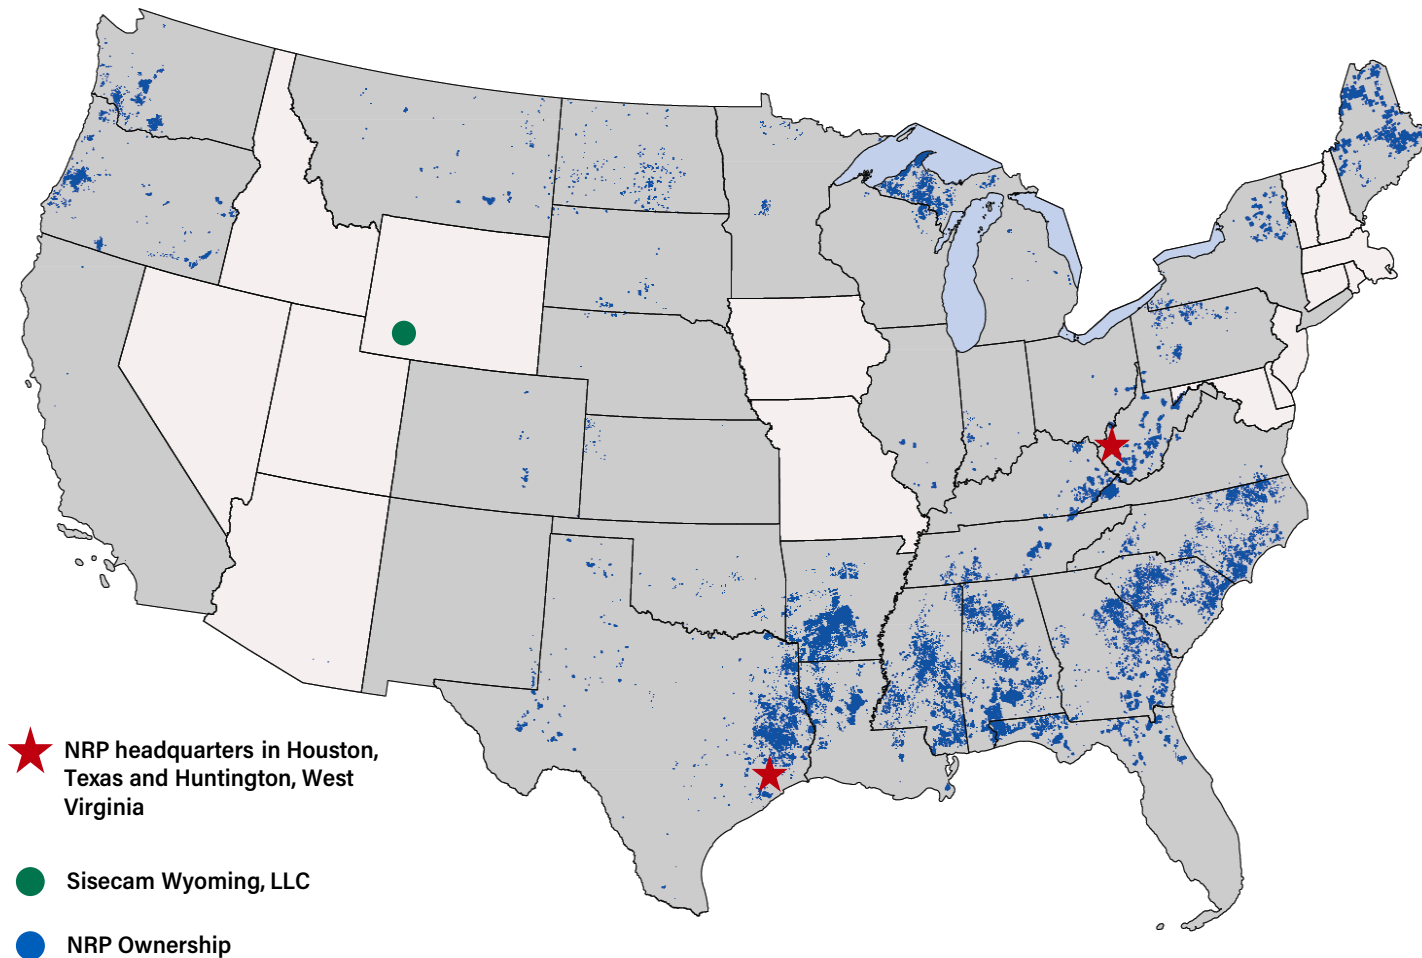 NRP headquarters in Houston,
Texas and Huntington, West
Virginia
Sisecam Wyoming, LLC
NRP Ownership